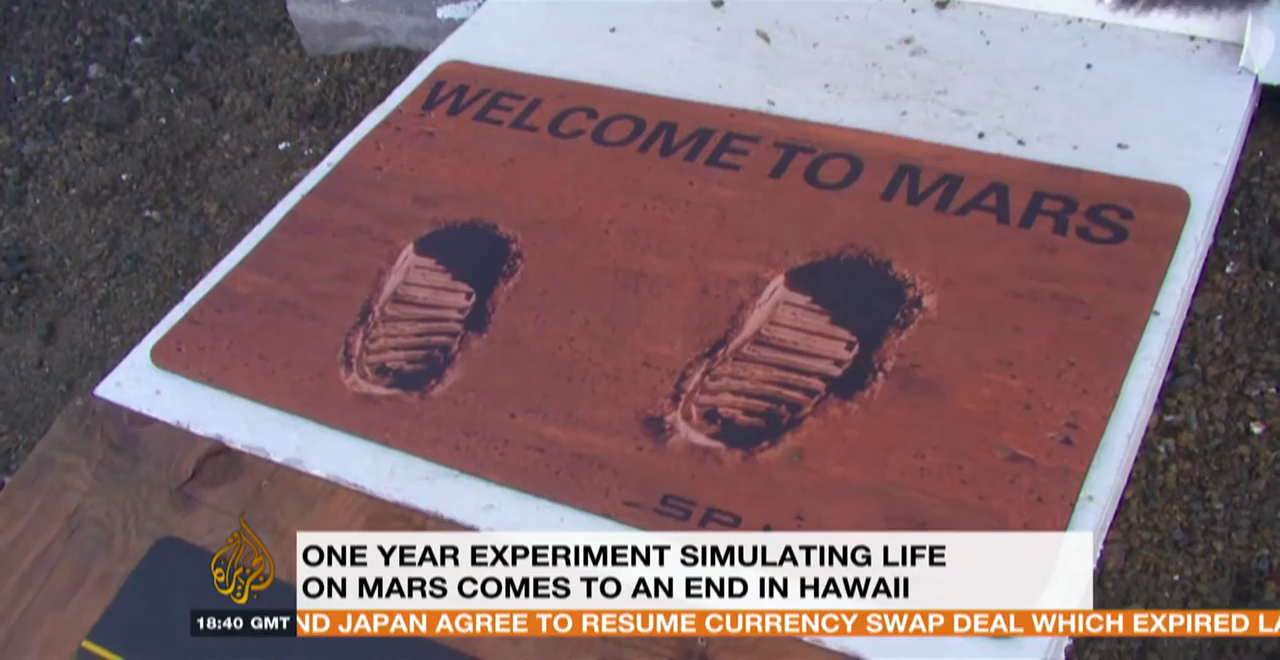 WELCOME TO MARS
ONE YEAR EXPERIMENT SIMULATING LIFE
ON MARS COMES TO AN END IN HAWAII
18:40 GMT
JAPAN AGREE TO RESUME CURRENCY SWAP DEAL WHICH EXPIRED